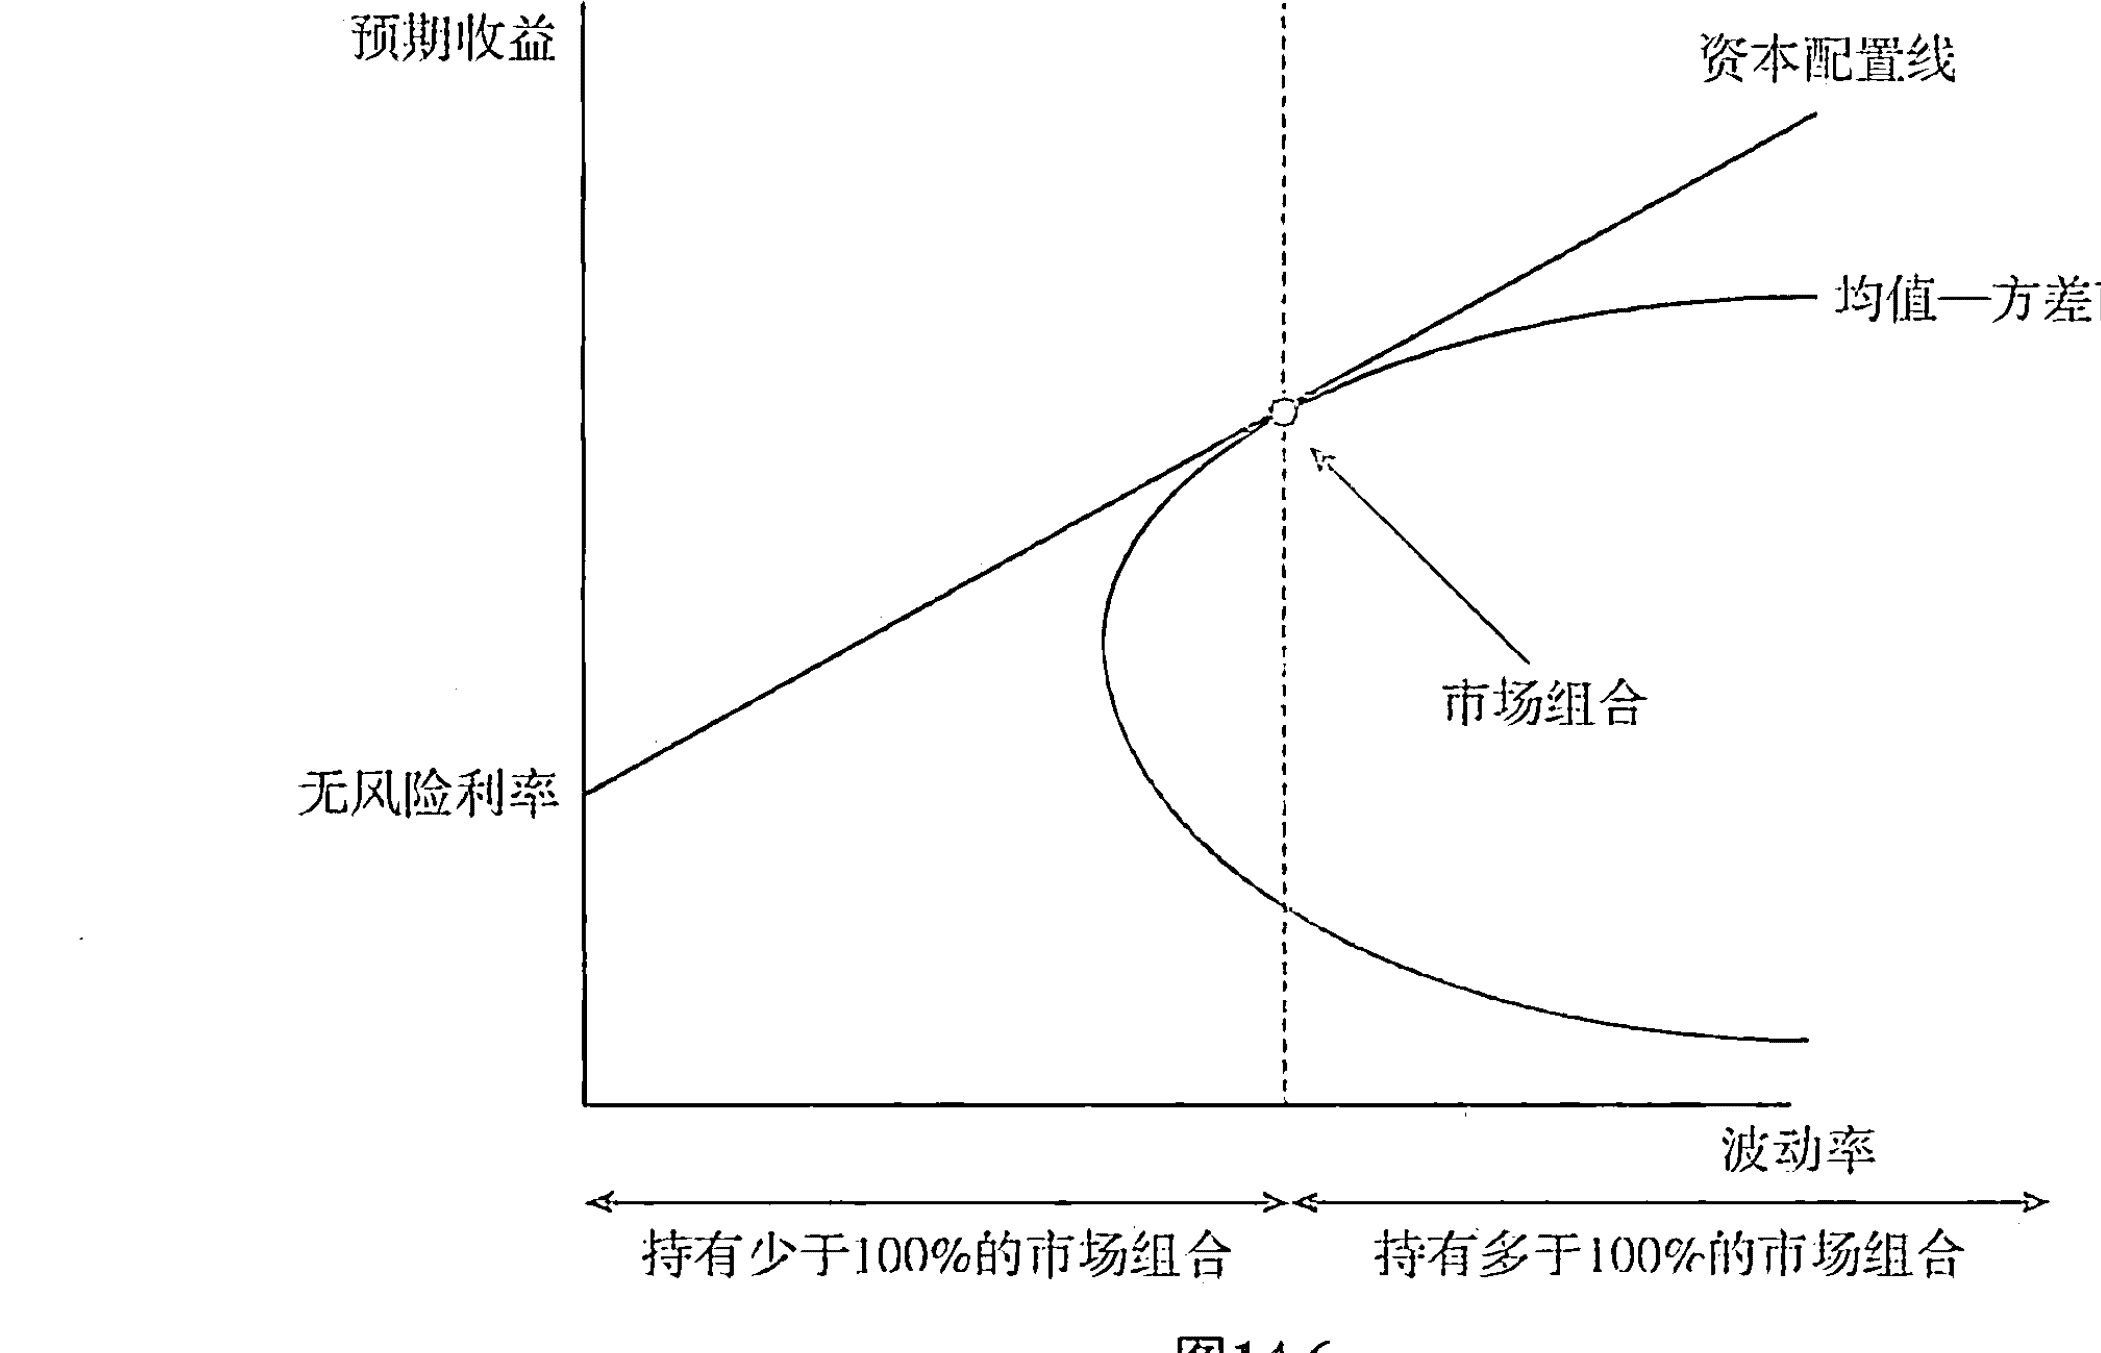 预期收益
资本配置线
均值—方差
市场组合
无风险利率
波动率
持有少于100%的市场组合
持有多于100%的市场组合